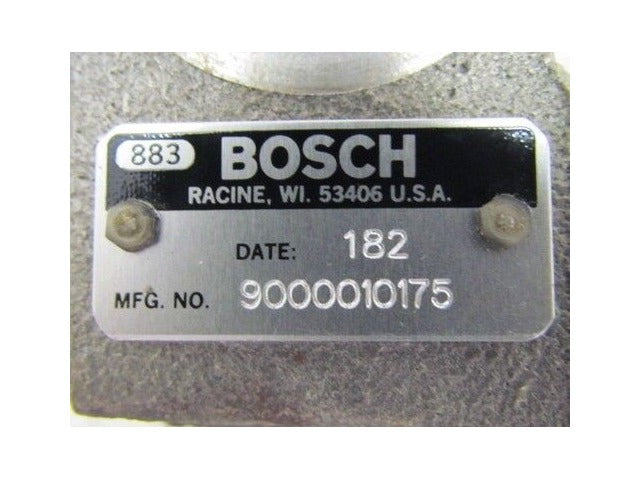 883 BOSCH
RACINE, WI. 53406 U.S.A.
DATE: 182
MFG. NO. 9000010175